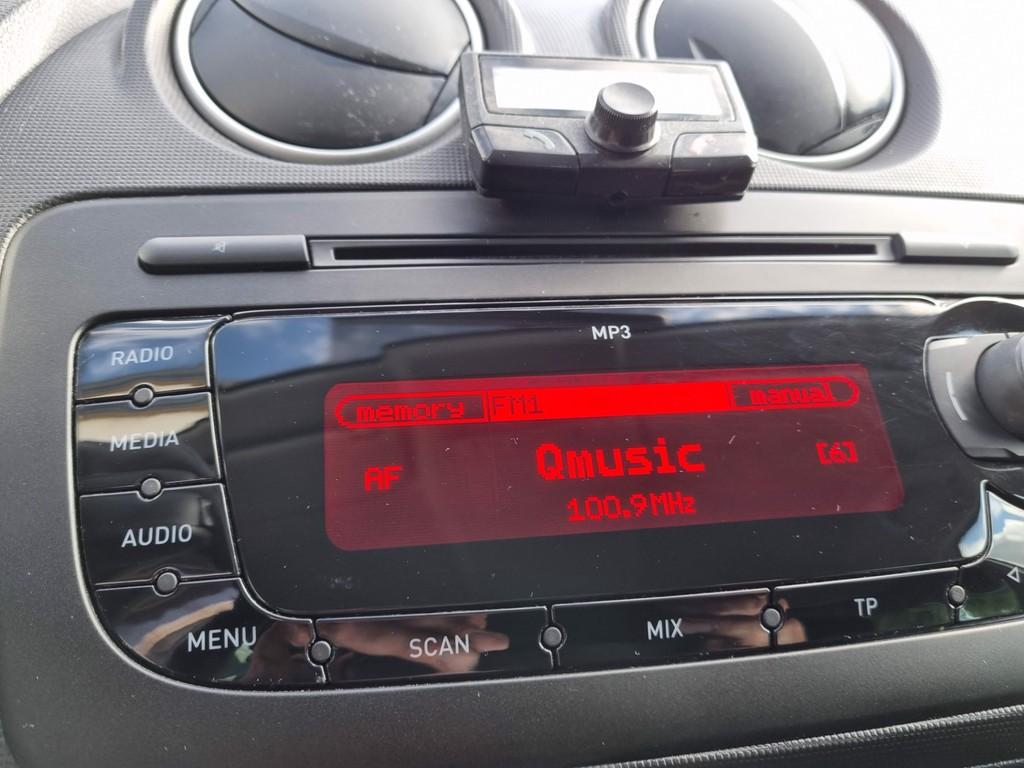 MP3
RADIO
MEDIA
AUDIO
MENU
memory FM1 manual
AF Qmusic [6]
100.9MHz
SCAN MIX TP